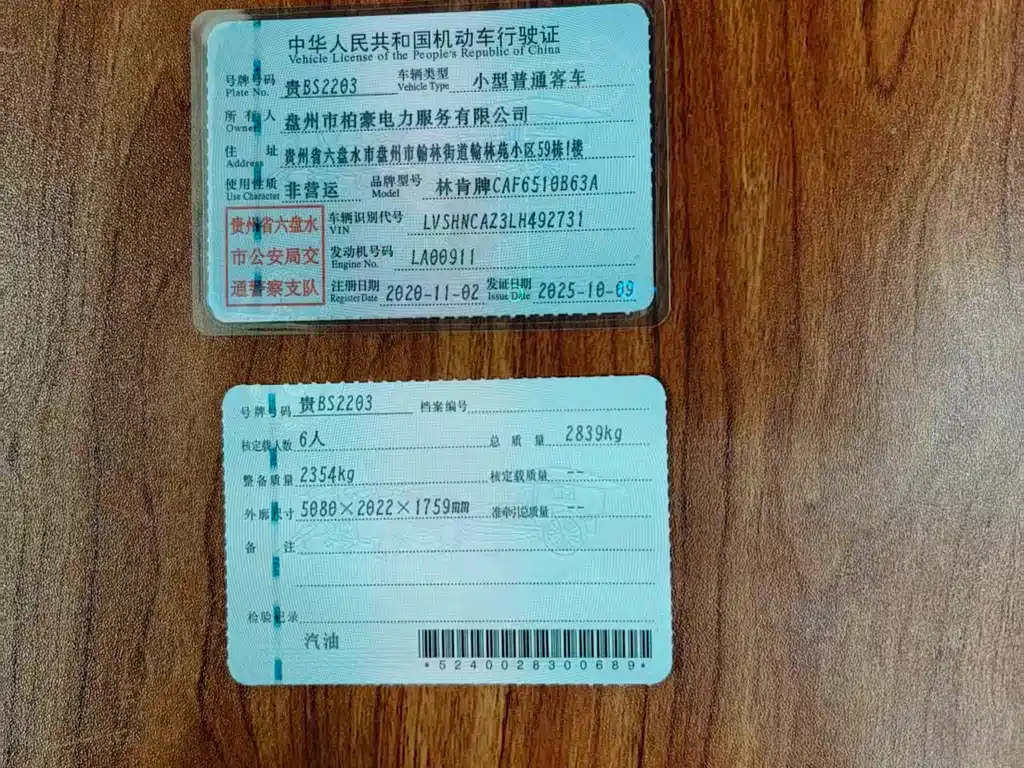 中华人民共和国机动车行驶证
Vehicle License of the People's Republic of China
号牌号码 Plate No. 贵BS2203 车辆类型 Vehicle Type 小型普通客车
所有人 Owner 盘州市柏豪电力服务有限公司
住址 Address 贵州省六盘水市盘州市翰林街道翰林苑小区59栋1楼
使用性质 Use Character 非营运 品牌型号 Model 林肯牌CAF6510B63A
贵州省六盘水
市公安局交
通警察支队
车辆识别代号 VIN LVSHNCAZ3LH492731
发动机号码 Engine No. LA00911
注册日期 Register Date 2020-11-02 发证日期 Issue Date 2025-10-09
号牌号码 贵BS2203 档案编号
核定载人数 6人 总质量 2839kg
整备质量 2354kg 核定载质量 --
外廓尺寸 5080×2022×1759mm 准牵引总质量 --
备注
检验记录
汽油
*5240028300689*